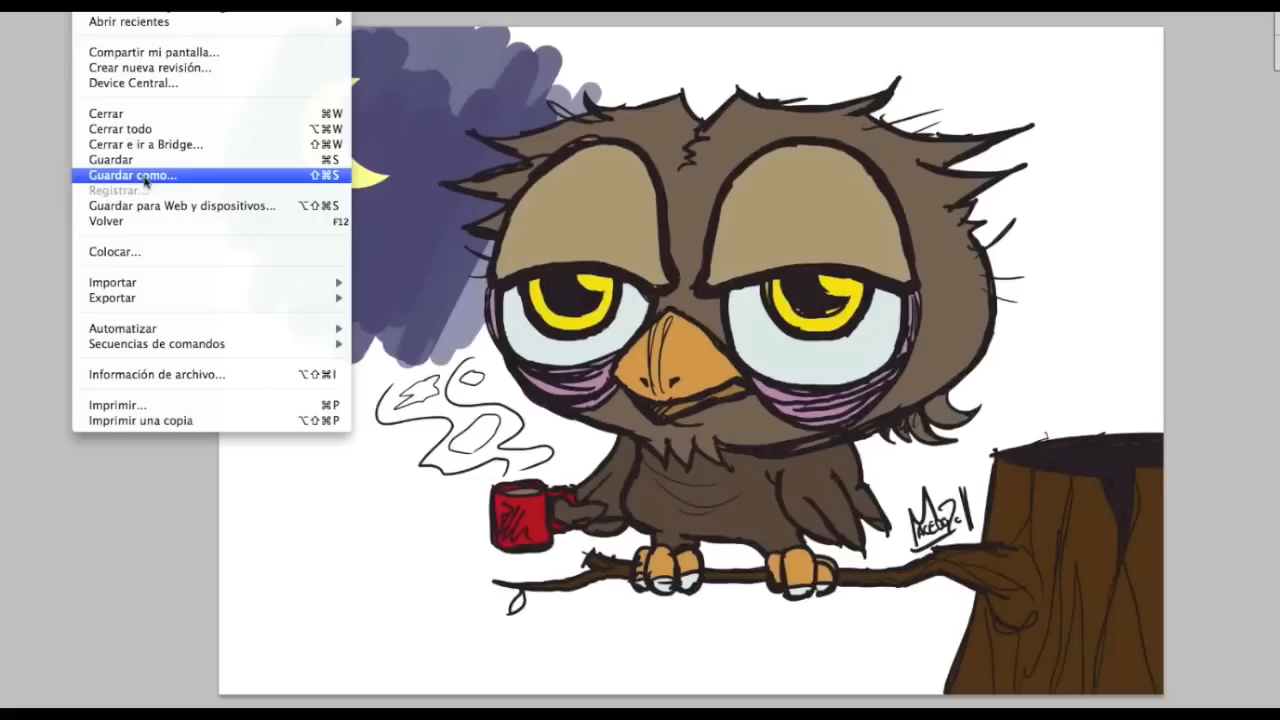 Abrir recientes
Compartir mi pantalla...
Crear nueva revisión...
Device Central...
Cerrar ⌘W
Cerrar todo ⌥⌘W
Cerrar e ir a Bridge... ⇧⌘W
Guardar ⌘S
Guardar como... ⇧⌘S
Registrar...
Guardar para Web y dispositivos... ⌥⇧⌘S
Volver F12
Colocar...
Importar
Exportar
Automatizar
Secuencias de comandos
Información de archivo... ⌥⇧⌘I
Imprimir... ⌘P
Imprimir una copia ⌥⇧⌘P